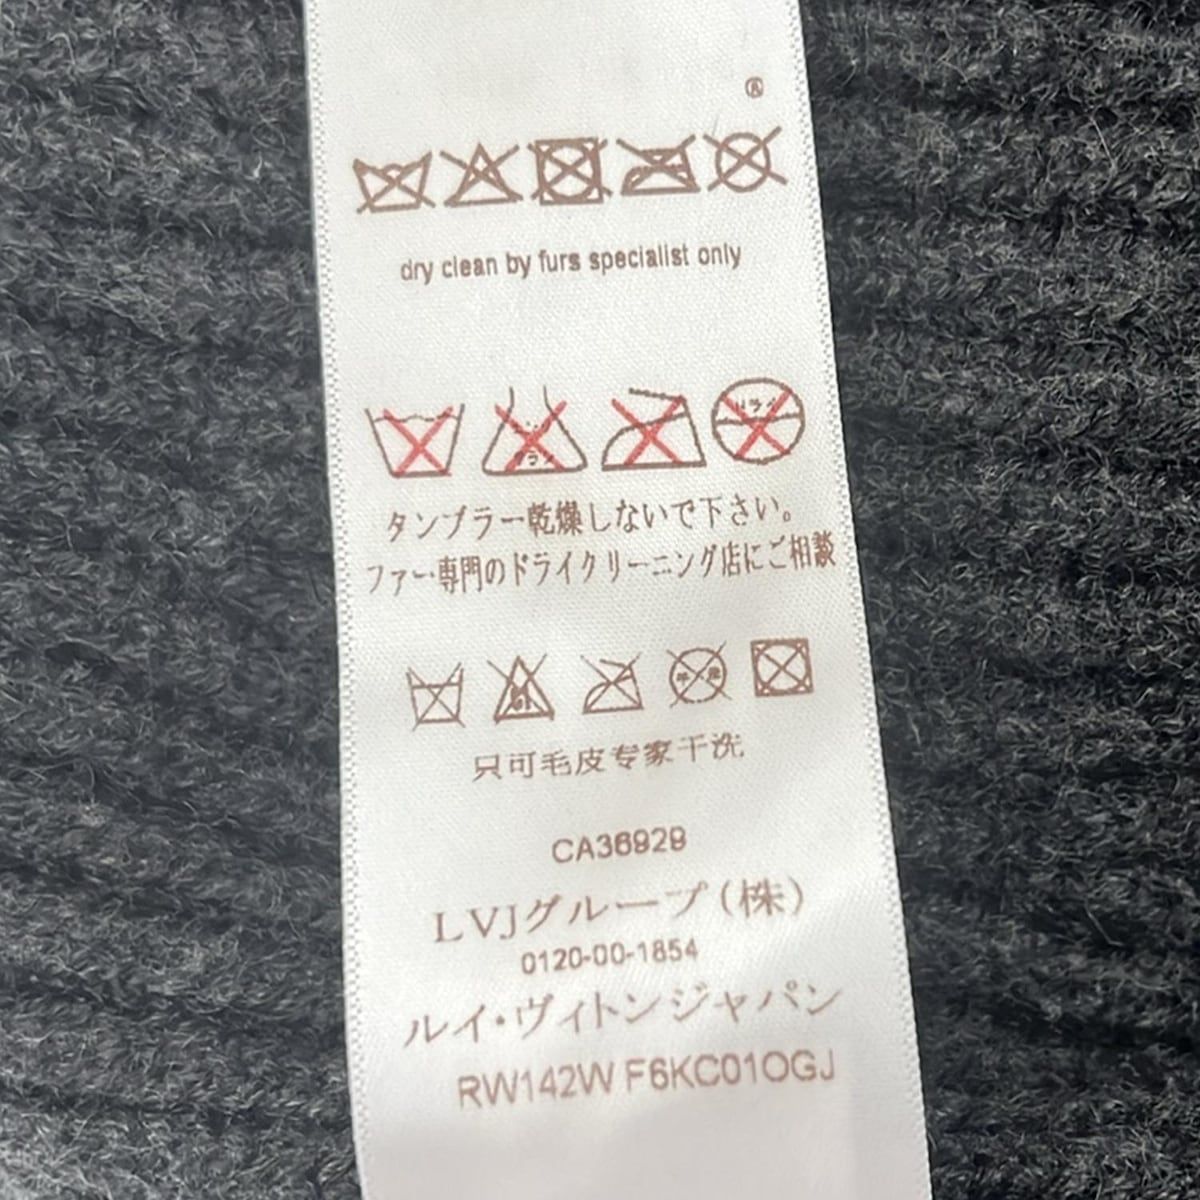 dry clean by furs specialist only
ドライ
タンブラー乾燥しないで下さい。
ファー専門のドライクリーニング店にご相談
只可毛皮专家干洗
CA36929
LVJグループ(株)
0120-00-1854
ルイ・ヴィトンジャパン
RW142W F6KC01OGJ